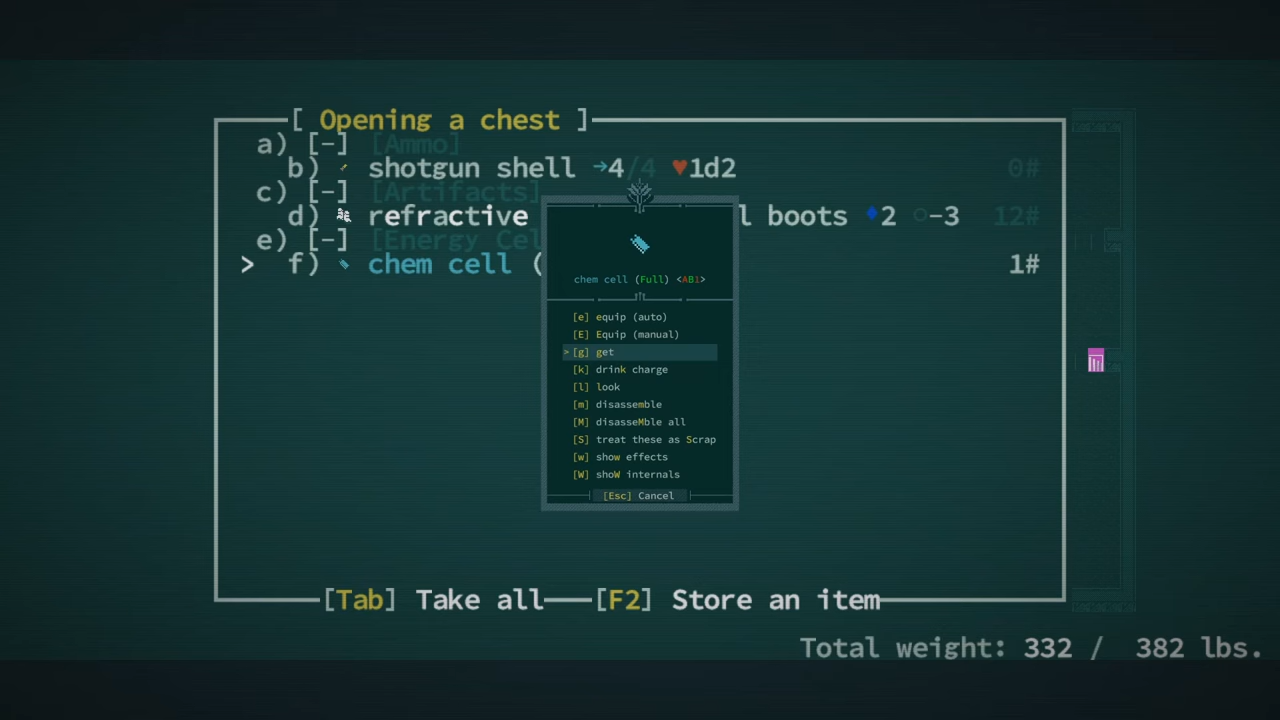 [ Opening a chest ]
a) [-] [Ammo]
b) shotgun shell →4/4 ♥1d2 0#
c) [-] [Artifacts]
d) refractive l boots ♦2 ○-3 12#
e) [-] [Energy Cel
> f) chem cell ( 1#
chem cell (Full) <AB1>
[e] equip (auto)
[E] Equip (manual)
> [g] get
[k] drink charge
[l] look
[m] disassemble
[M] disasseMble all
[S] treat these as Scrap
[w] show effects
[W] shoW internals
[Esc] Cancel
[Tab] Take all [F2] Store an item
Total weight: 332 / 382 lbs.